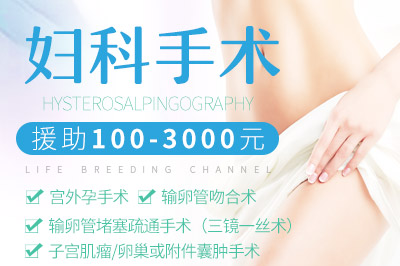 妇科手术
HYSTEROSALPINGOGRAPHY
援助100-3000元
LIFE BREEDING CHANNEL
宫外孕手术 输卵管吻合术
输卵管堵塞疏通手术（三镜一丝术）
子宫肌瘤/卵巢或附件囊肿手术